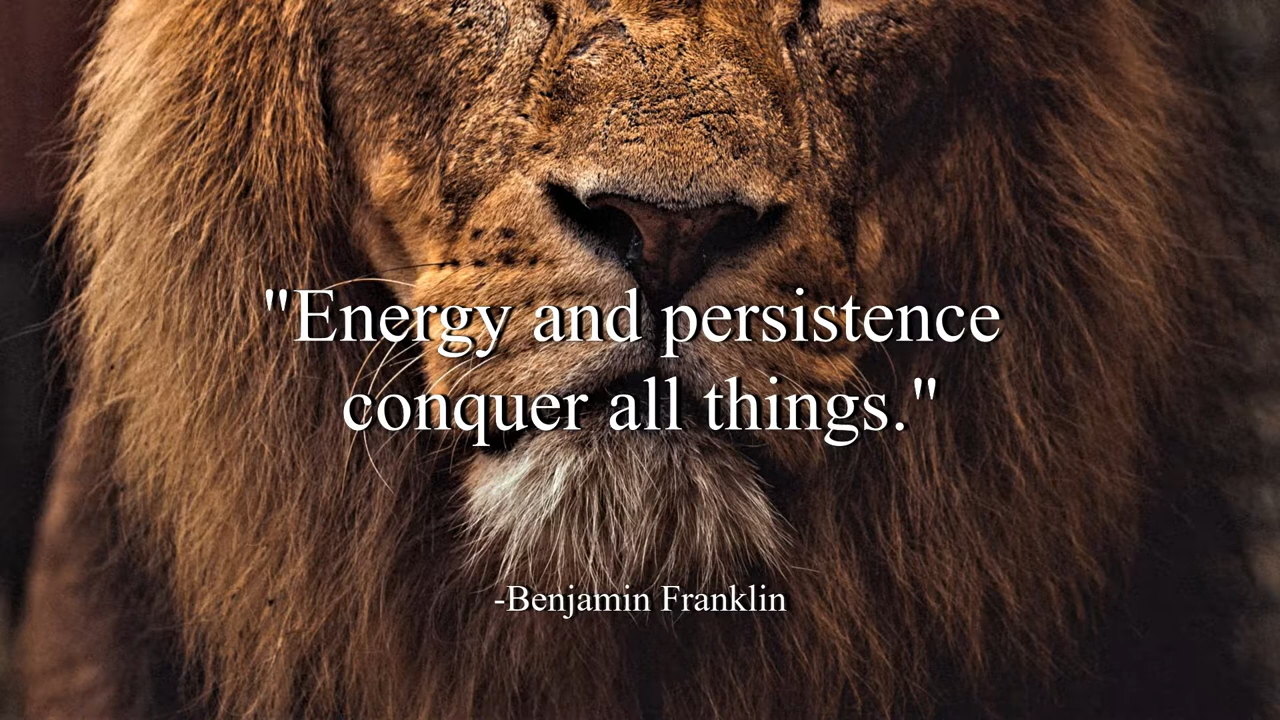 "Energy and persistence
conquer all things."
-Benjamin Franklin